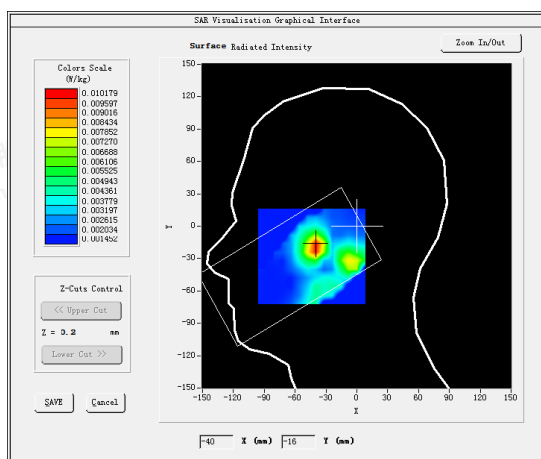 SAR Visualisation Graphical Interface
Surface Radiated Intensity
Zoom In/Out
Colors Scale
(W/kg)
0.010179
0.009597
0.009016
0.008434
0.007852
0.007270
0.006688
0.006106
0.005525
0.004943
0.004361
0.003779
0.003197
0.002615
0.002034
0.001452
Z-Cuts Control
<< Upper Cut
Z = 0.2 mm
Lower Cut >>
SAVE Cancel
150
120
90
60
30
Y 0
-30
-60
-90
-120
-150
-150 -120 -90 -60 -30 0 30 60 90 120 150
X
-40 X (mm) -16 Y (mm)